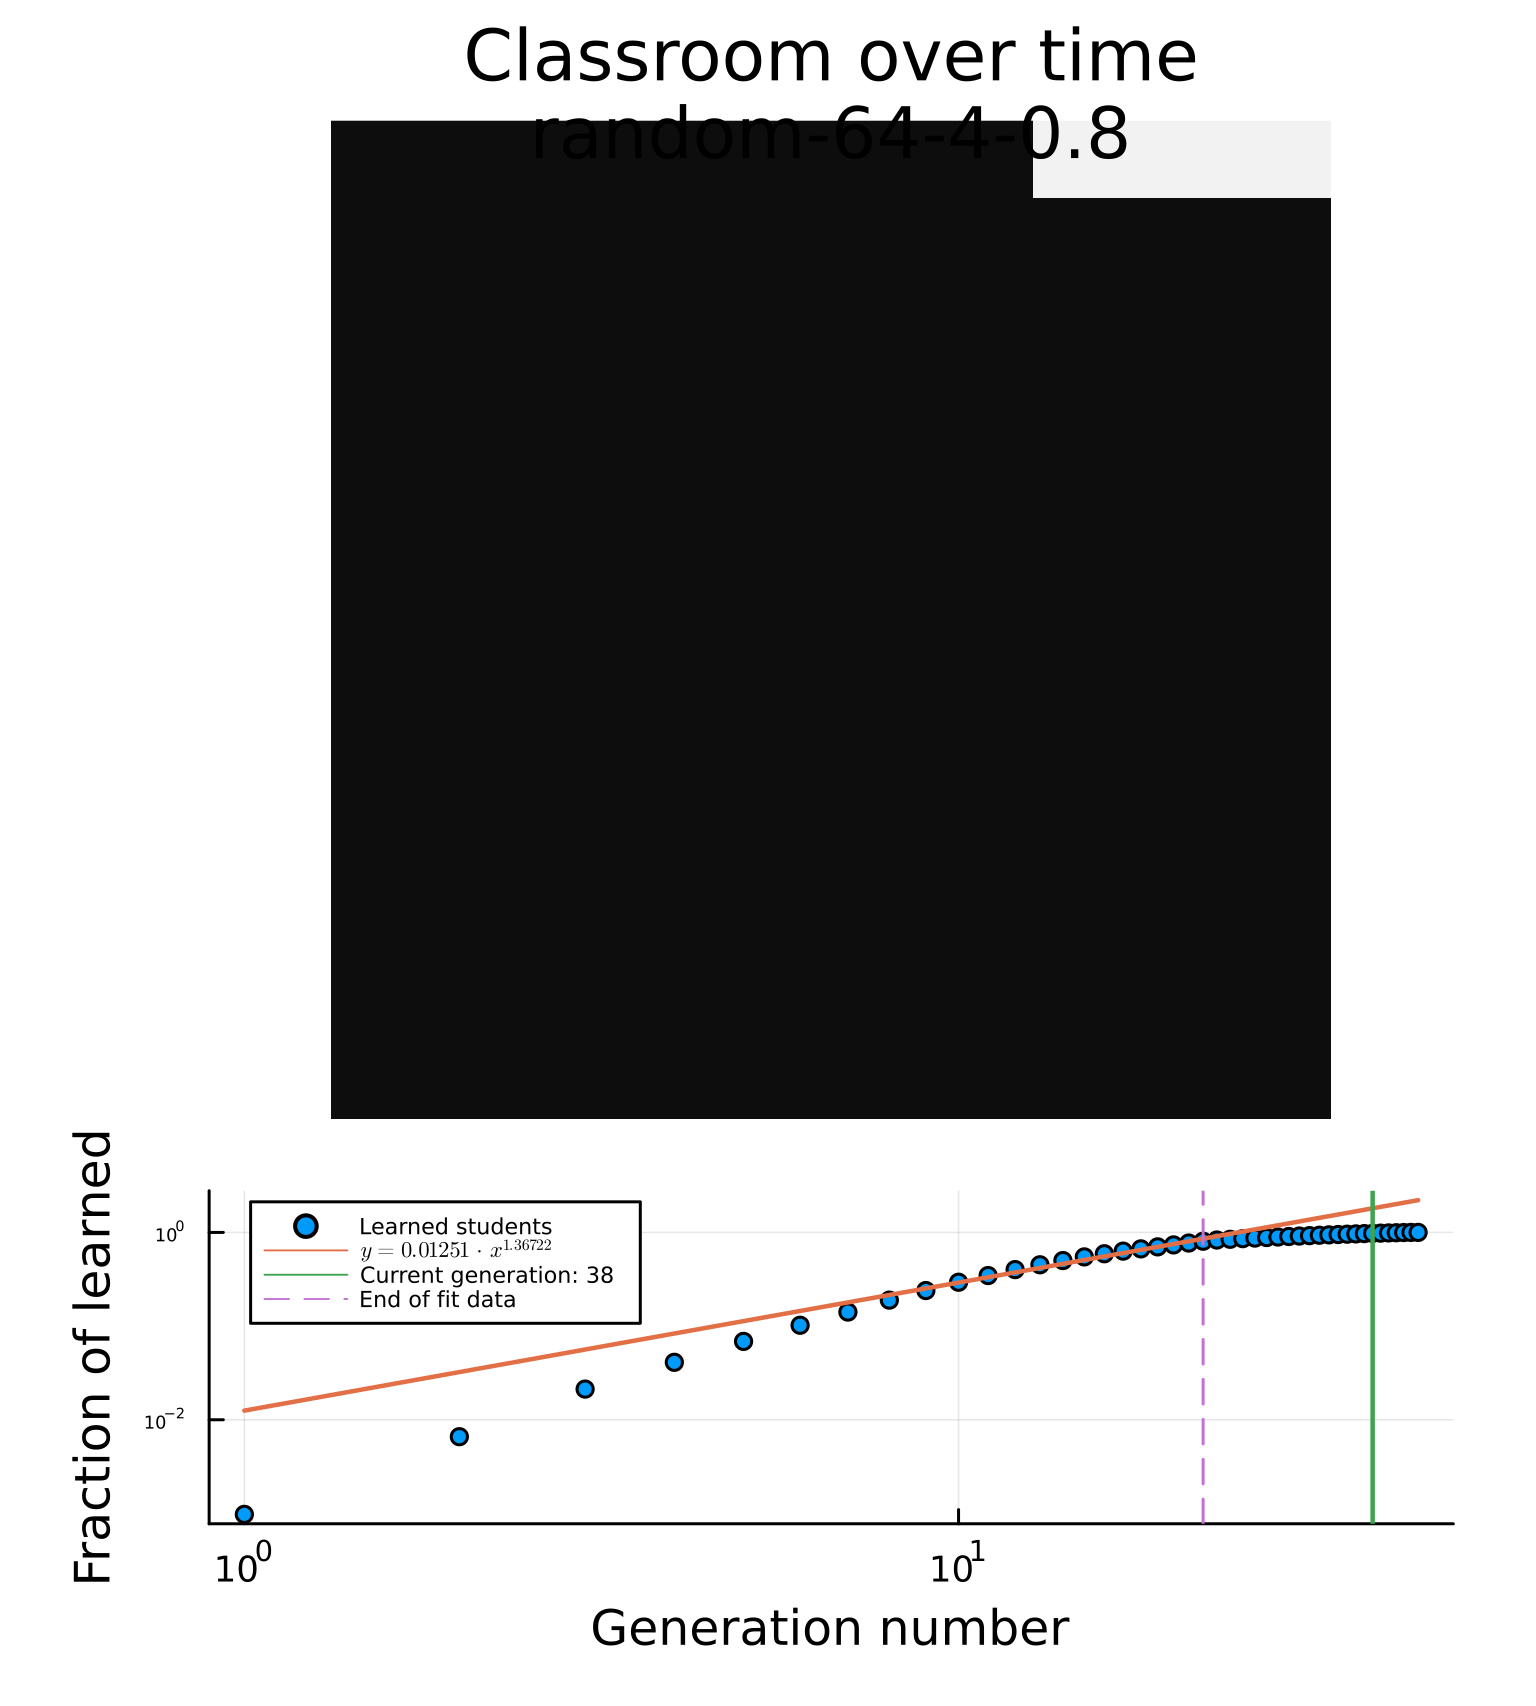 Classroom over time
random-64-4-0.8
Fraction of learned
10^0
10^−2
Learned students
y = 0.01251 · x^1.36722
Current generation: 38
End of fit data
10^0
10^1
Generation number